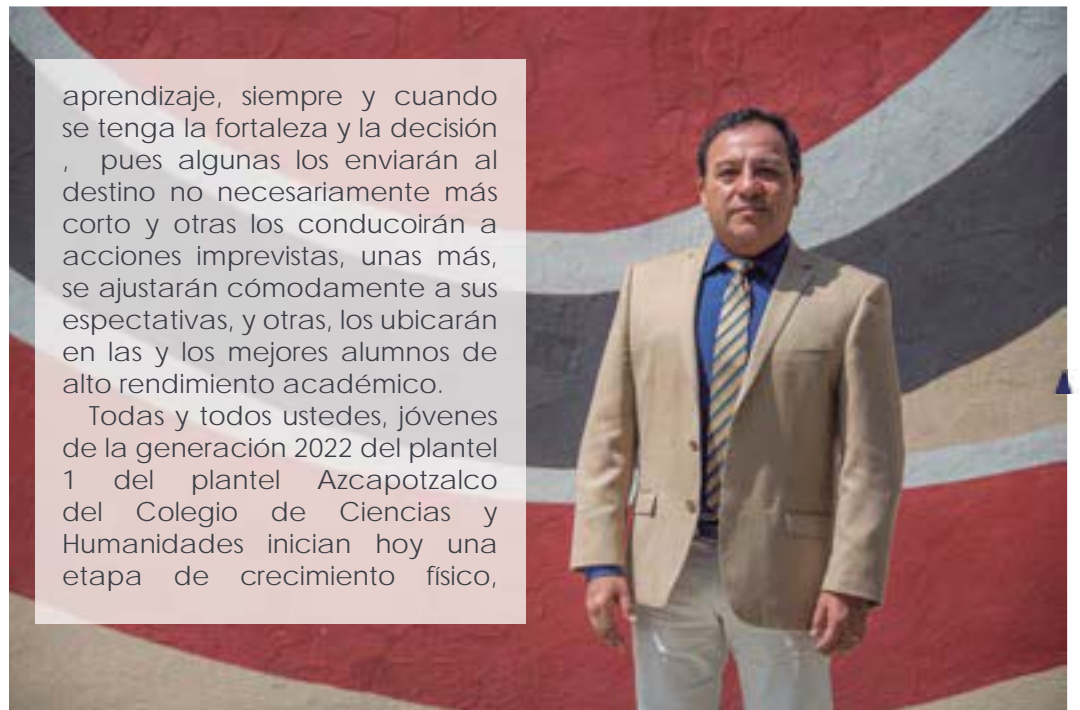 aprendizaje, siempre y cuando
se tenga la fortaleza y la decisión
, pues algunas los enviarán al
destino no necesariamente más
corto y otras los conducoirán a
acciones imprevistas, unas más,
se ajustarán cómodamente a sus
espectativas, y otras, los ubicarán
en las y los mejores alumnos de
alto rendimiento académico.
Todas y todos ustedes, jóvenes
de la generación 2022 del plantel
1 del plantel Azcapotzalco
del Colegio de Ciencias y
Humanidades inician hoy una
etapa de crecimiento físico,